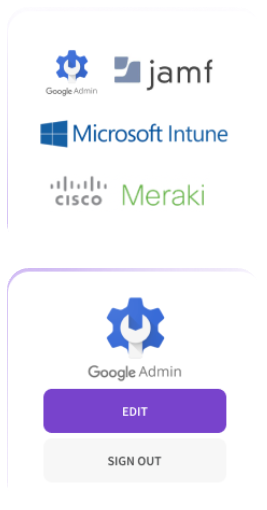 Google Admin
jamf
Microsoft Intune
CISCO Meraki
Google Admin
EDIT
SIGN OUT